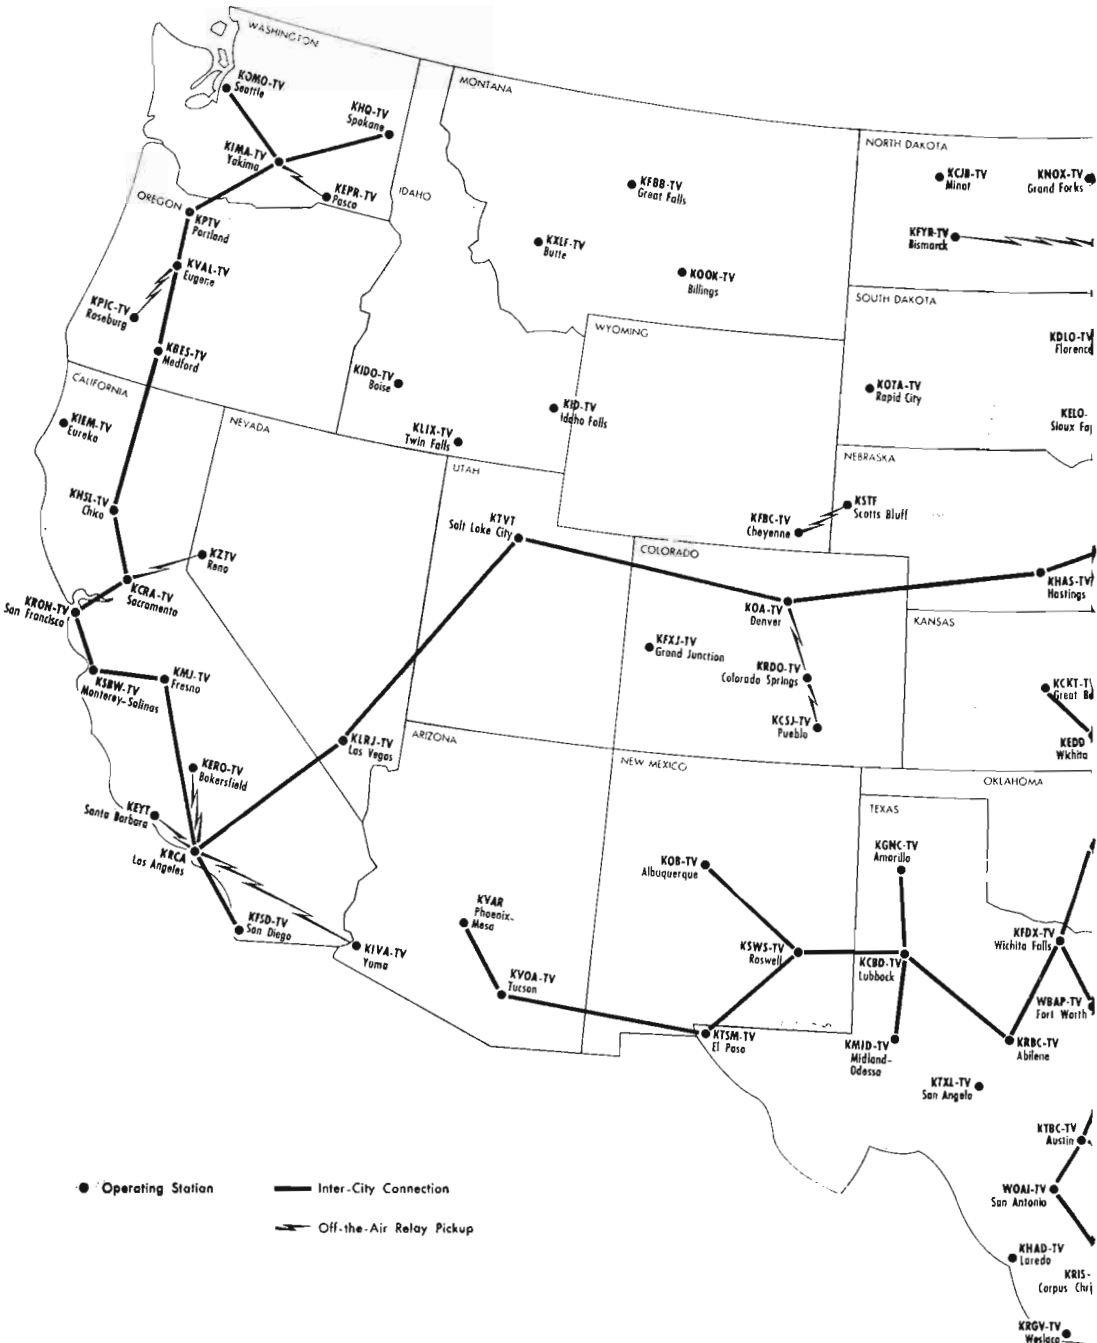 WASHINGTON
KOMO-TV
Seattle
KHQ-TV
Spokane
KIMA-TV
Yakima
KEPR-TV
Pasco
IDAHO
MONTANA
KFBB-TV
Great Falls
KXLF-TV
Butte
KOOK-TV
Billings
NORTH DAKOTA
KCJB-TV
Minot
KNOX-TV
Grand Forks
KFYR-TV
Bismarck
OREGON
KPTV
Portland
KVAL-TV
Eugene
KPIC-TV
Roseburg
KBES-TV
Medford
SOUTH DAKOTA
KDLO-TV
Florence
KOTA-TV
Rapid City
KELO-
Sioux Fa
WYOMING
KIDO-TV
Boise
KID-TV
Idaho Falls
KLIX-TV
Twin Falls
CALIFORNIA
KIEM-TV
Eureka
NEVADA
UTAH
NEBRASKA
KSTF
Scotts Bluff
KFBC-TV
Cheyenne
KHSL-TV
Chico
KTVT
Salt Lake City
COLORADO
KZTV
Reno
KCRA-TV
Sacramento
KRON-TV
San Francisco
KOA-TV
Denver
KHAS-TV
Hastings
KANSAS
KFXJ-TV
Grand Junction
KRDO-TV
Colorado Springs
KCSJ-TV
Pueblo
KCKT-T
Great Be
KEDD
Wichita
KSBW-TV
Monterey-Salinas
KMJ-TV
Fresno
KLRJ-TV
Las Vegas
ARIZONA
NEW MEXICO
OKLAHOMA
TEXAS
KERO-TV
Bakersfield
KEYT
Santa Barbara
KRCA
Los Angeles
KFSD-TV
San Diego
KIVA-TV
Yuma
KVAR
Phoenix-
Mesa
KVOA-TV
Tucson
KOB-TV
Albuquerque
KGNC-TV
Amarillo
KSWS-TV
Roswell
KCBD-TV
Lubbock
KFDX-TV
Wichita Falls
WBAP-TV
Fort Worth
KTSM-TV
El Paso
KMID-TV
Midland-
Odessa
KRBC-TV
Abilene
KTXL-TV
San Angelo
KTBC-TV
Austin
WOAI-TV
San Antonio
KHAD-TV
Laredo
KRIS-
Corpus Chri
KRGV-TV
Weslaco
Operating Station
Inter-City Connection
Off-the-Air Relay Pickup